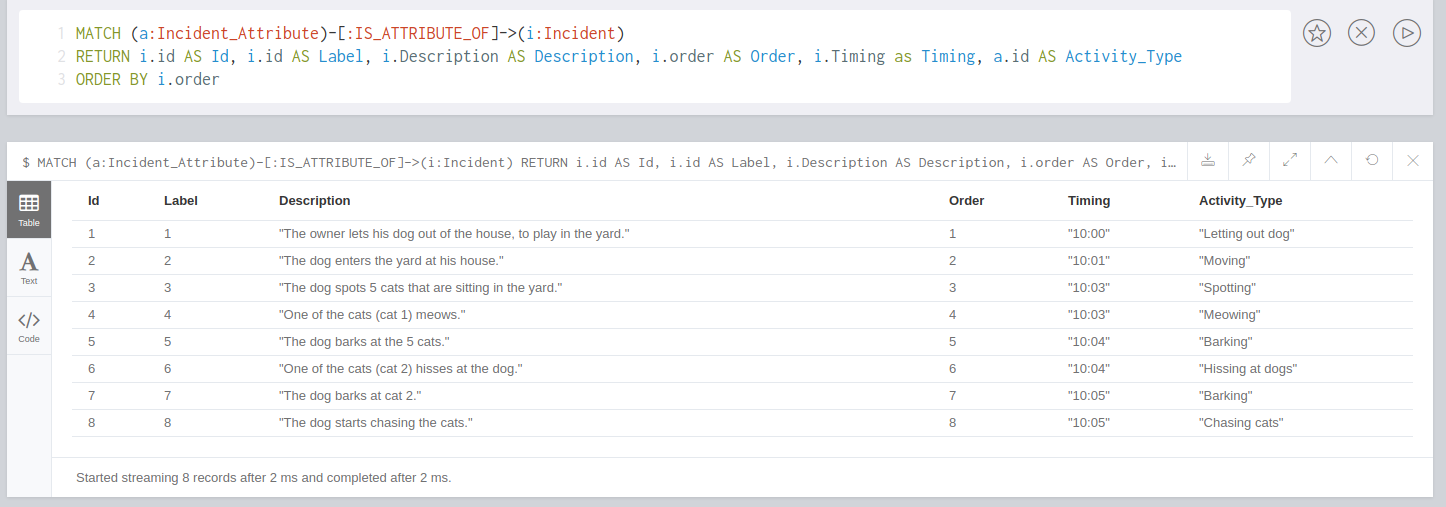 1 MATCH (a:Incident_Attribute)-[:IS_ATTRIBUTE_OF]->(i:Incident)
2 RETURN i.id AS Id, i.id AS Label, i.Description AS Description, i.order AS Order, i.Timing as Timing, a.id AS Activity_Type
3 ORDER BY i.order
$ MATCH (a:Incident_Attribute)-[:IS_ATTRIBUTE_OF]->(i:Incident) RETURN i.id AS Id, i.id AS Label, i.Description AS Description, i.order AS Order, i…
Table
Text
Code
Id Label Description Order Timing Activity_Type
1 1 "The owner lets his dog out of the house, to play in the yard." 1 "10:00" "Letting out dog"
2 2 "The dog enters the yard at his house." 2 "10:01" "Moving"
3 3 "The dog spots 5 cats that are sitting in the yard." 3 "10:03" "Spotting"
4 4 "One of the cats (cat 1) meows." 4 "10:03" "Meowing"
5 5 "The dog barks at the 5 cats." 5 "10:04" "Barking"
6 6 "One of the cats (cat 2) hisses at the dog." 6 "10:04" "Hissing at dogs"
7 7 "The dog barks at cat 2." 7 "10:05" "Barking"
8 8 "The dog starts chasing the cats." 8 "10:05" "Chasing cats"
Started streaming 8 records after 2 ms and completed after 2 ms.